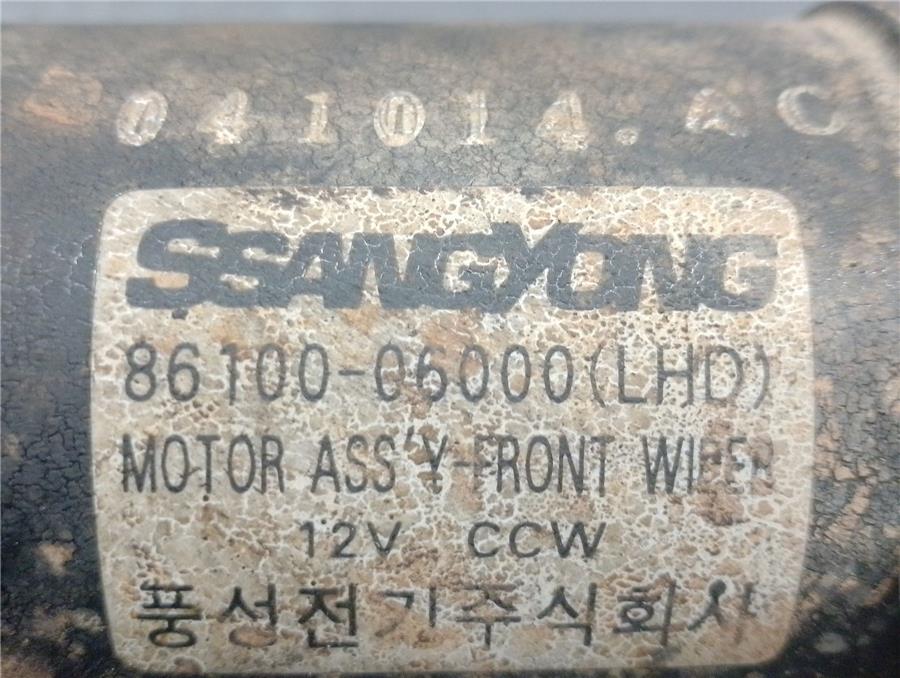 041014.AC
SSANGYONG
86100-06000(LHD)
MOTOR ASS'Y-FRONT WIPER
12V CCW
풍성전기주식회사